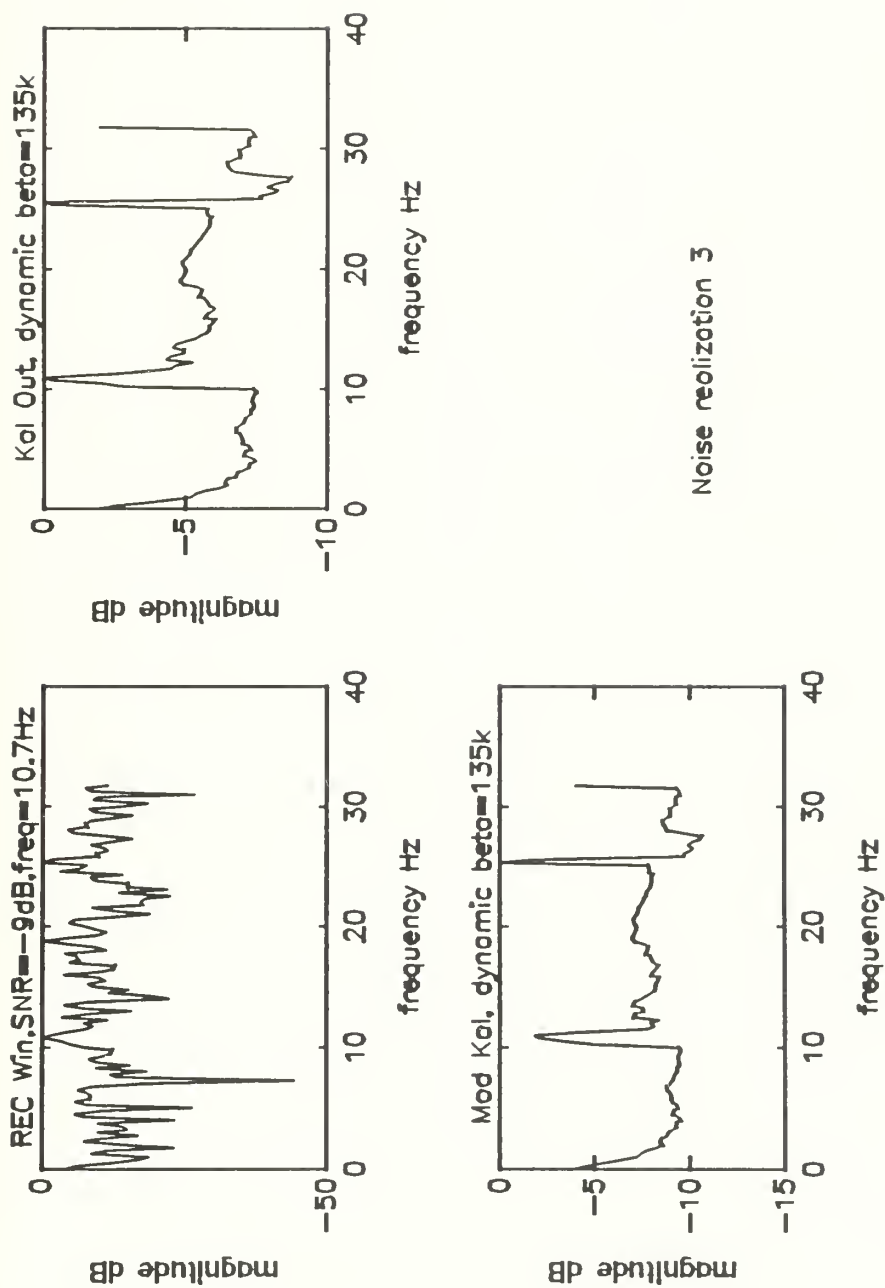 REC Win,SNR=-9dB,freq=10.7Hz
0
-50
magnitude dB
0 10 20 30 40
frequency Hz
Kal Out, dynamic beta=135k
0
-5
-10
magnitude dB
0 10 20 30 40
frequency Hz
Mod Kal, dynamic beta=135k
0
-5
-10
-15
magnitude dB
0 10 20 30 40
frequency Hz
Noise realization 3